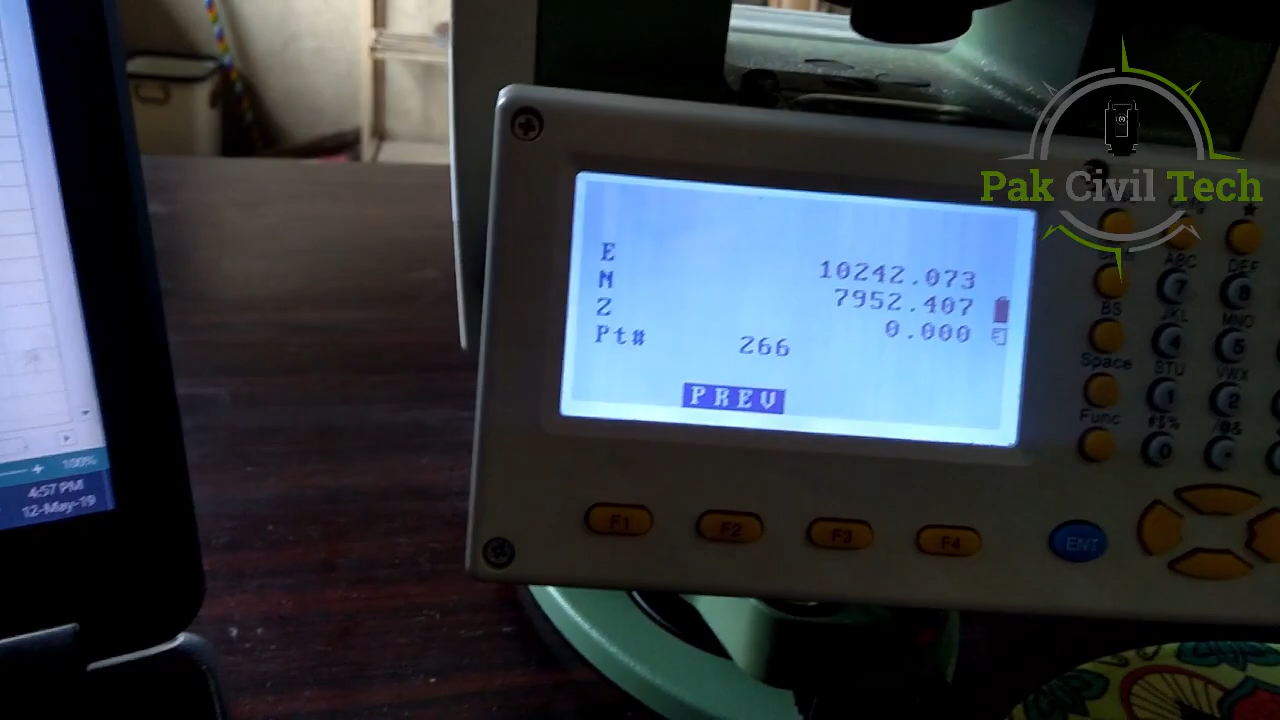 Pak Civil Tech
E 10242.073
N 7952.407
Z 0.000
Pt# 266
PREV
100%
4:57 PM
12-May-19
F1 F2 F3 F4 ENT
ABC DEF
7 8
BS JKL MNO
4 5
Space STU VWX
1 2
Func #$% /@&
0 .